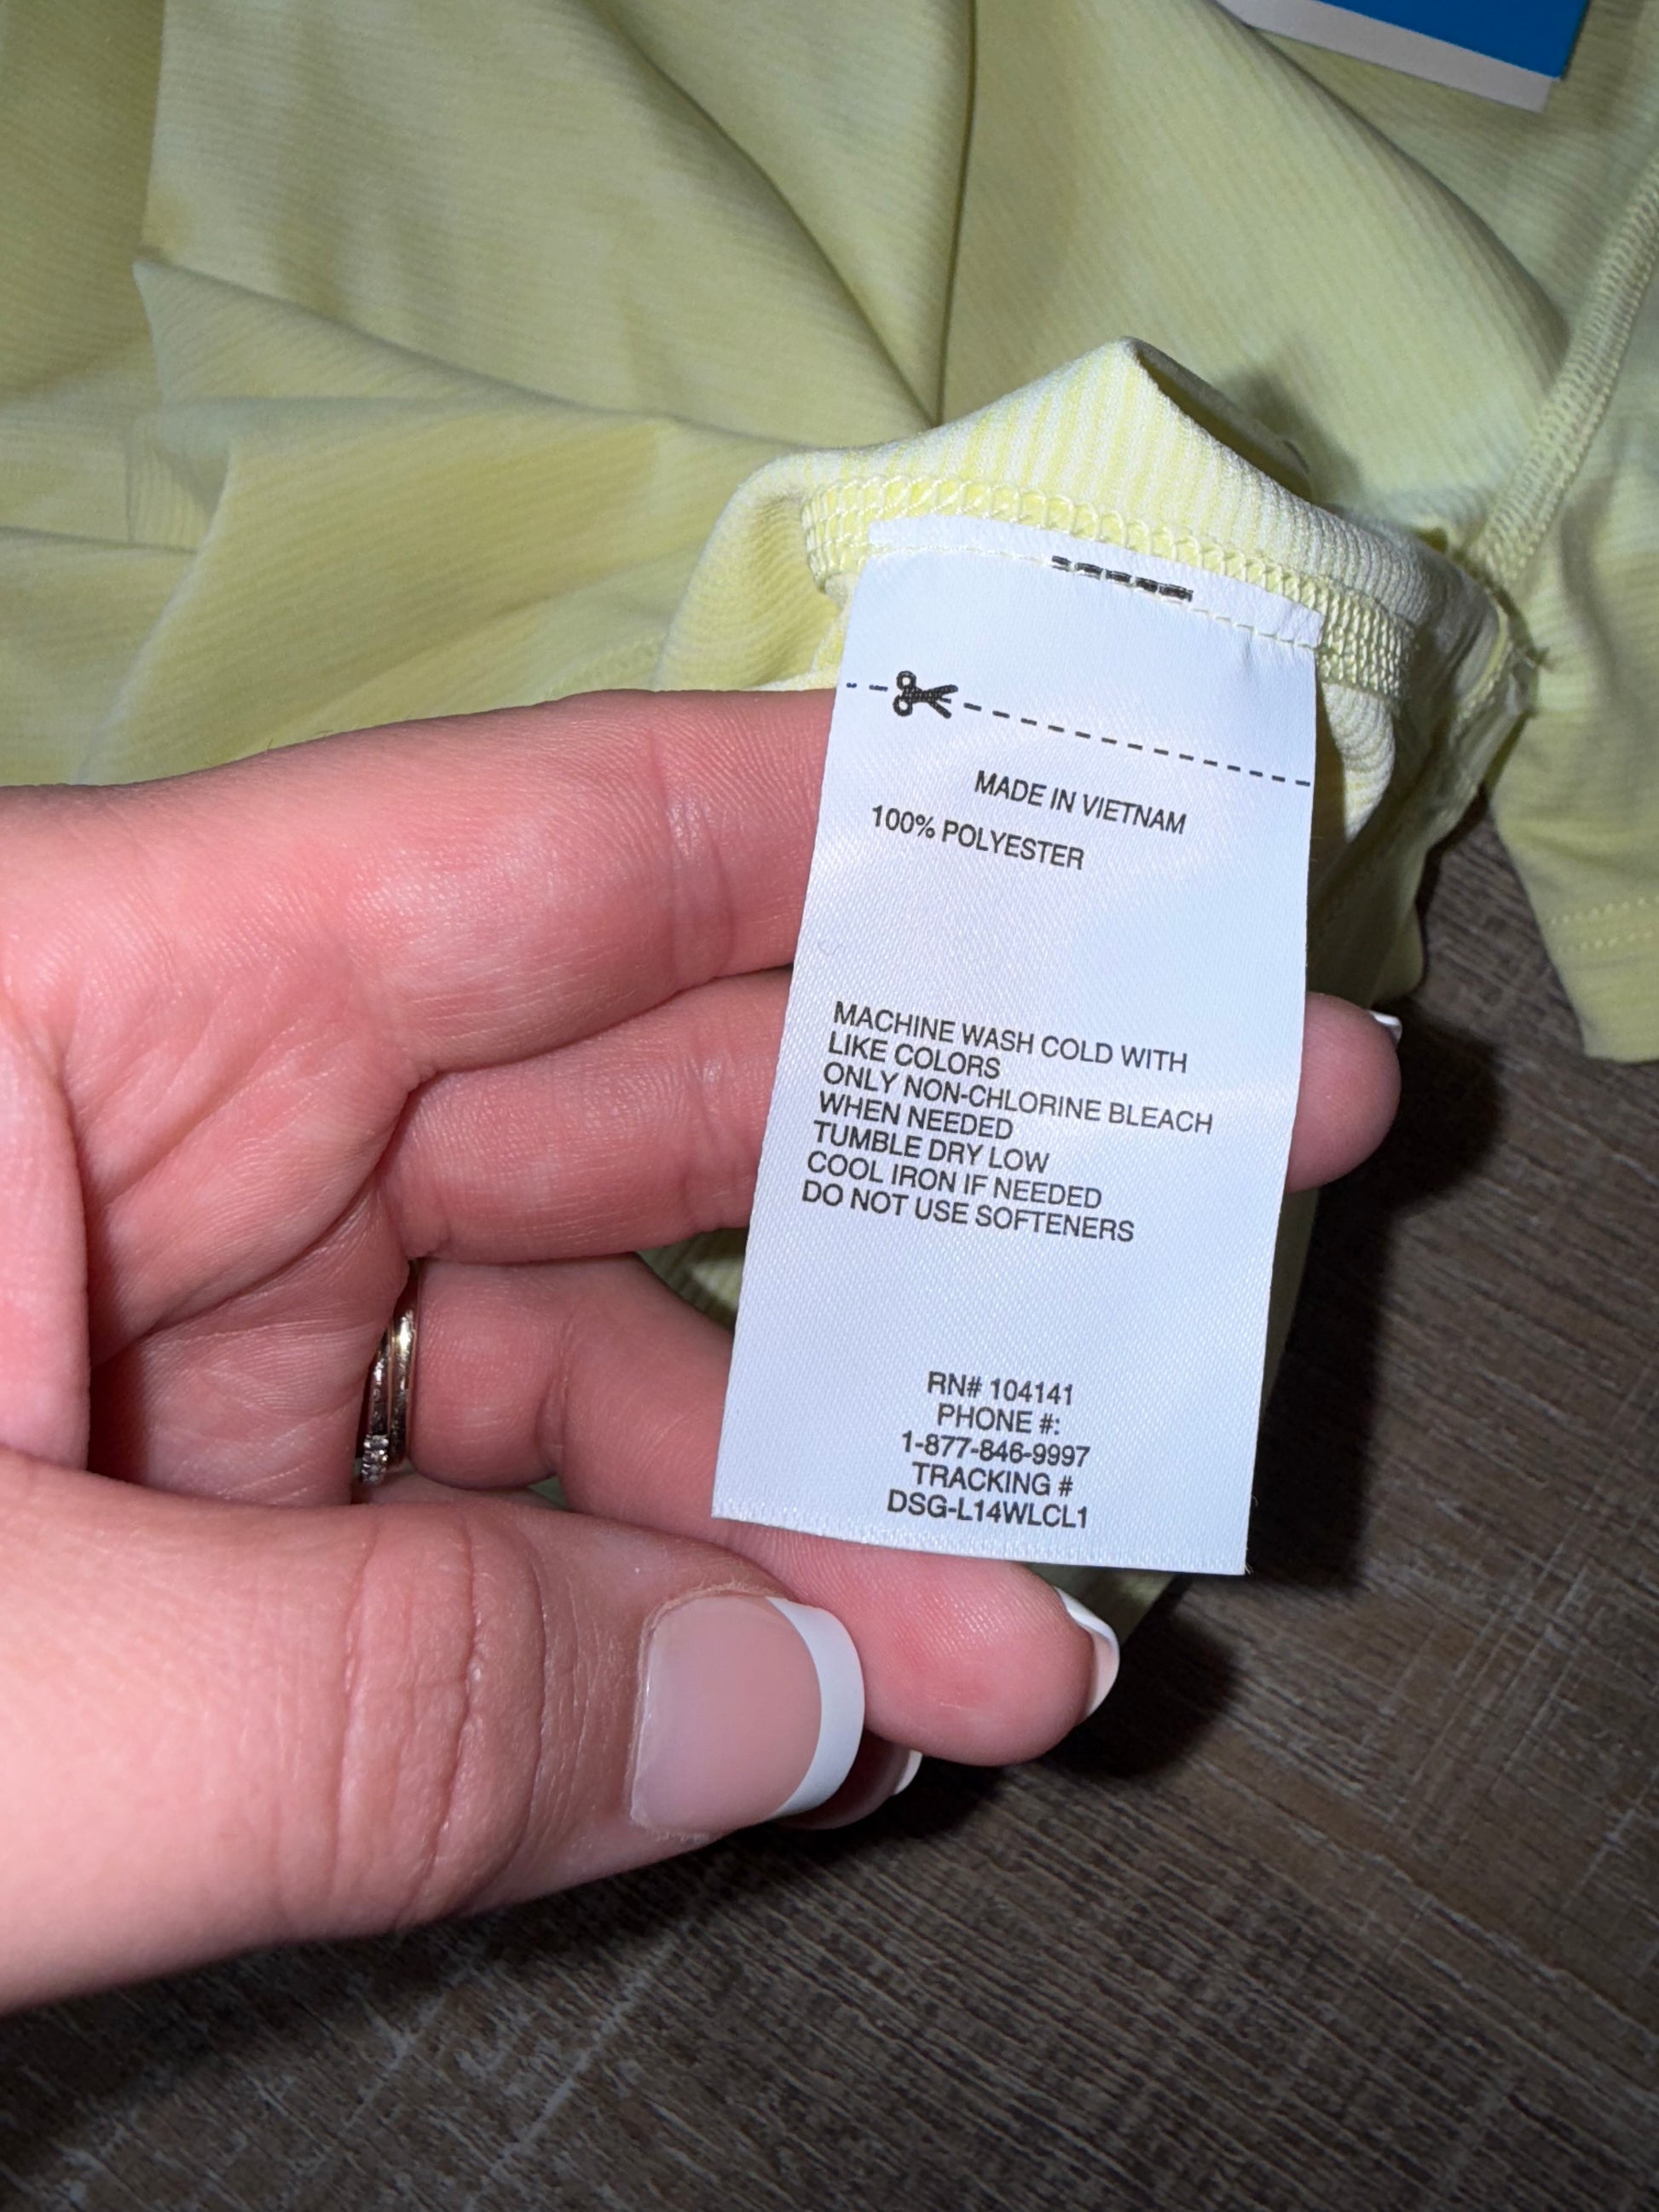 MADE IN VIETNAM
100% POLYESTER
MACHINE WASH COLD WITH
LIKE COLORS
ONLY NON-CHLORINE BLEACH
WHEN NEEDED
TUMBLE DRY LOW
COOL IRON IF NEEDED
DO NOT USE SOFTENERS
RN# 104141
PHONE #:
1-877-846-9997
TRACKING #
DSG-L14WLCL1